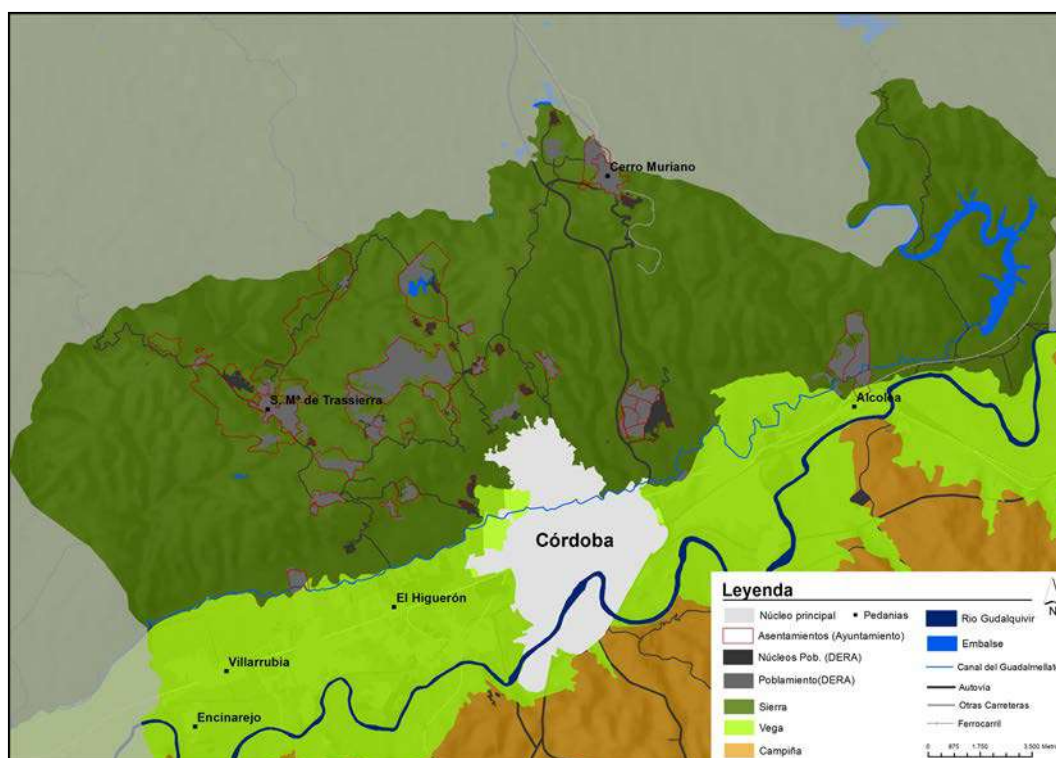 Cerro Muriano
S. Mª de Trassierra
Alcolea
Córdoba
El Higuerón
Villarrubia
Encinarejo
Leyenda
Núcleo principal
Pedanias
Asentamientos (Ayuntamiento)
Núcleos Pob. (DERA)
Poblamiento(DERA)
Sierra
Vega
Campiña
Rio Gudalquivir
Embalse
Canal del Guadalmellato
Autovía
Otras Carreteras
Ferrocarril
N
0 875 1.750 3.500 Metro